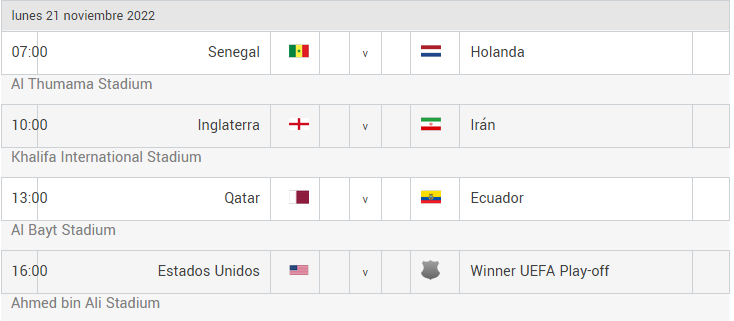 lunes 21 noviembre 2022
07:00 Senegal v Holanda
Al Thumama Stadium
10:00 Inglaterra v Irán
Khalifa International Stadium
13:00 Qatar v Ecuador
Al Bayt Stadium
16:00 Estados Unidos v Winner UEFA Play-off
Ahmed bin Ali Stadium